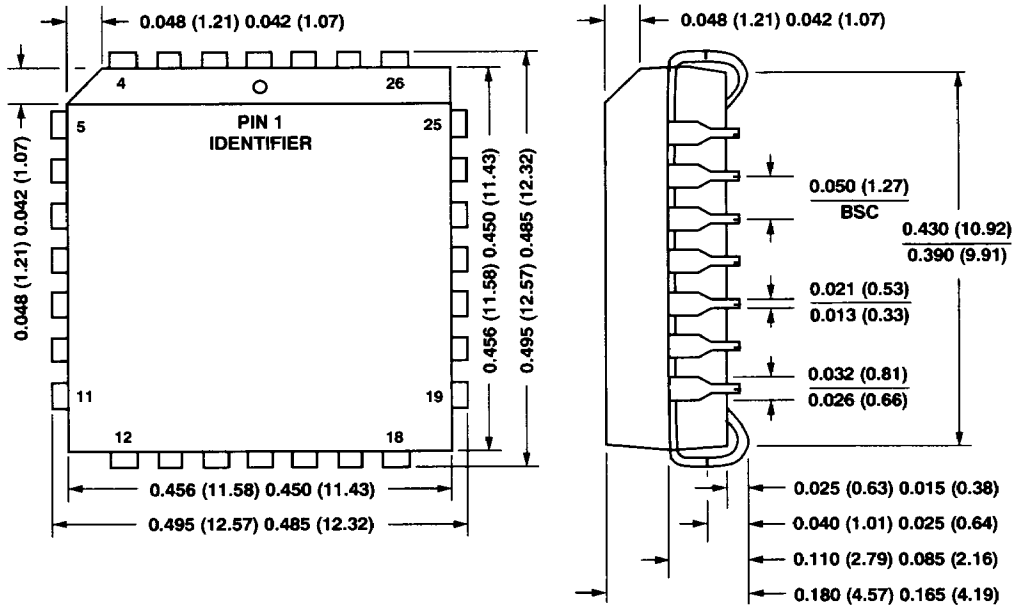 0.048 (1.21) 0.042 (1.07)
4
26
5
PIN 1
IDENTIFIER
25
11
19
12
18
0.048 (1.21) 0.042 (1.07)
0.456 (11.58) 0.450 (11.43)
0.495 (12.57) 0.485 (12.32)
0.456 (11.58) 0.450 (11.43)
0.495 (12.57) 0.485 (12.32)
0.048 (1.21) 0.042 (1.07)
0.050 (1.27)
BSC
0.430 (10.92)
0.390 (9.91)
0.021 (0.53)
0.013 (0.33)
0.032 (0.81)
0.026 (0.66)
0.025 (0.63) 0.015 (0.38)
0.040 (1.01) 0.025 (0.64)
0.110 (2.79) 0.085 (2.16)
0.180 (4.57) 0.165 (4.19)